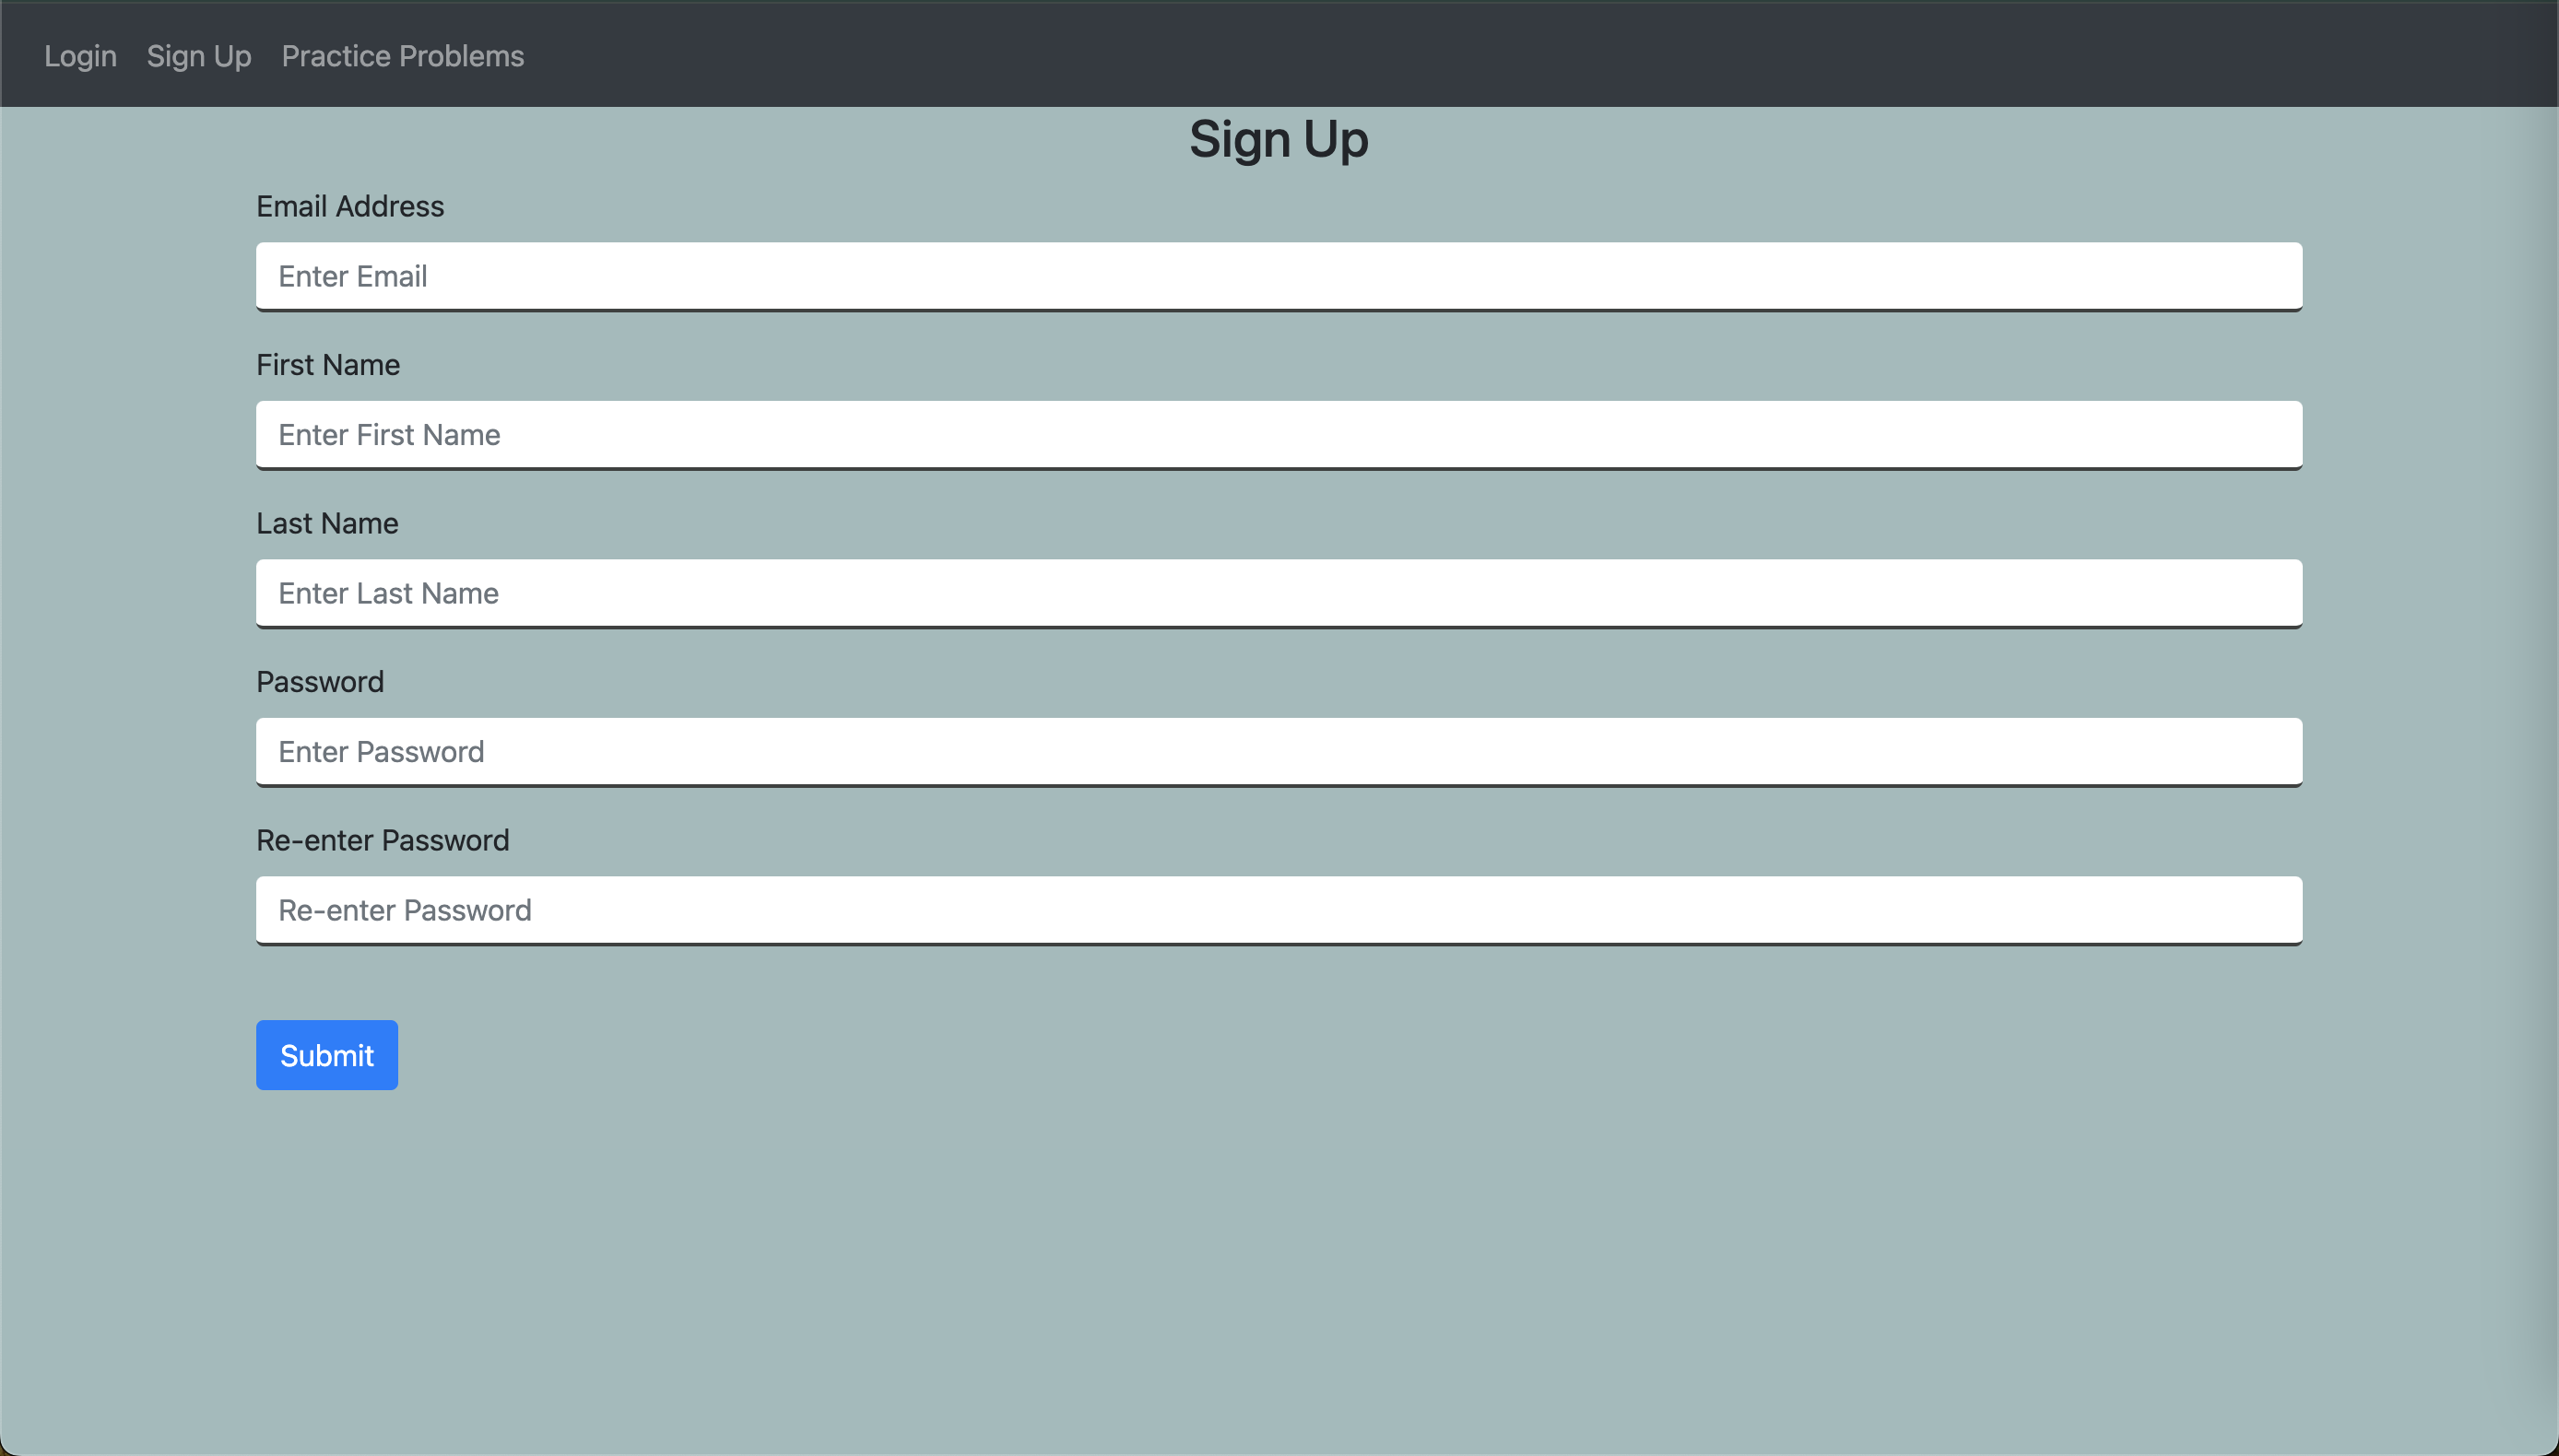 Login Sign Up Practice Problems
Sign Up
Email Address
Enter Email
First Name
Enter First Name
Last Name
Enter Last Name
Password
Enter Password
Re-enter Password
Re-enter Password
Submit